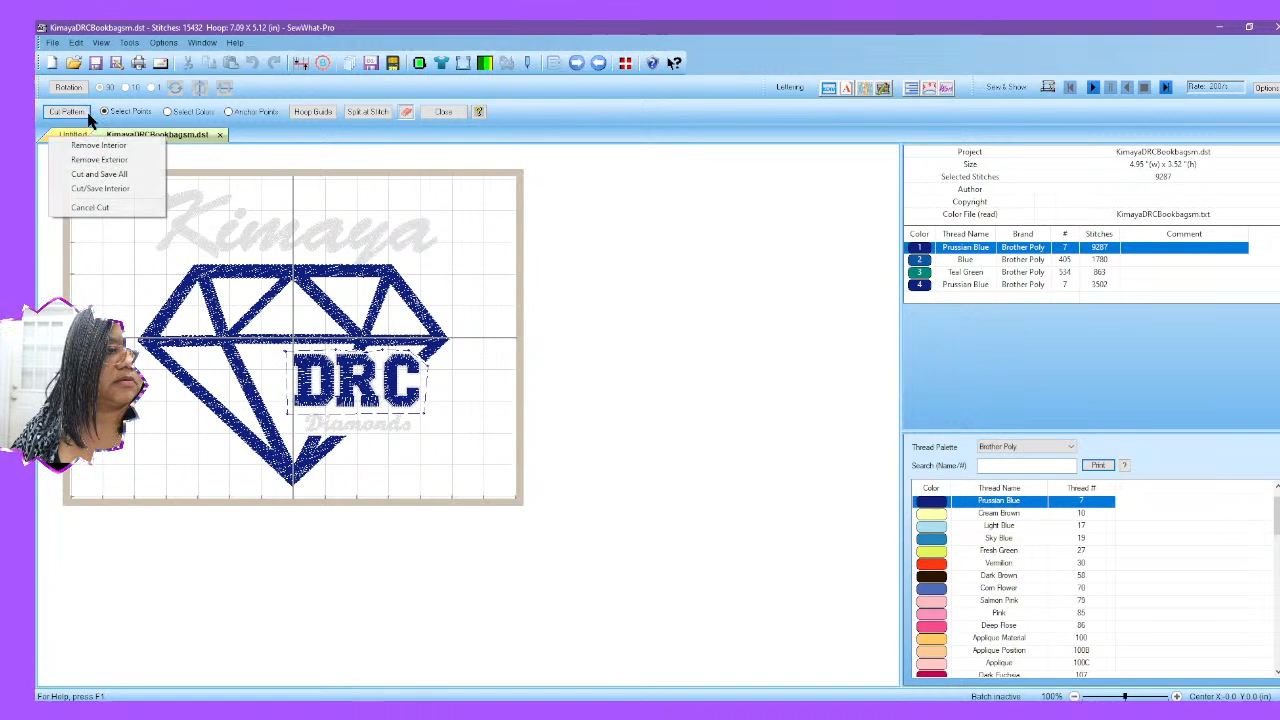 KimayaDRCBookbagsm.dst - Stitches: 15432 Hoop: 7.09 X 5.12 (in) - SewWhat-Pro
File Edit View Tools Options Window Help
Rotation 90 10 1 Lettering Sew & Show Rate: 200/s Options
Cut Pattern Select Points Select Colors Anchor Points Hoop Guide Split at Stitch Close
Untitled KimayaDRCBookbagsm.dst
Remove Interior
Remove Exterior
Cut and Save All
Cut/Save Interior
Cancel Cut
Kimaya
DRC
Diamonds
Project KimayaDRCBookbagsm.dst
Size 4.95 "(w) x 3.52 "(h)
Selected Stitches 9287
Author
Copyright
Color File (read) KimayaDRCBookbagsm.txt
Color Thread Name Brand # Stitches Comment
1 Prussian Blue Brother Poly 7 9287
2 Blue Brother Poly 405 1780
3 Teal Green Brother Poly 534 863
4 Prussian Blue Brother Poly 7 3502
Thread Palette Brother Poly
Search (Name/#) Print ?
Color Thread Name Thread #
Prussian Blue 7
Cream Brown 10
Light Blue 17
Sky Blue 19
Fresh Green 27
Vermilion 30
Dark Brown 58
Corn Flower 70
Salmon Pink 79
Pink 85
Deep Rose 86
Applique Material 100
Applique Position 100B
Applique 100C
Dark Fuchsia 107
For Help, press F1. Batch inactive 100% Center X:-0.0 Y:0.0 (in)